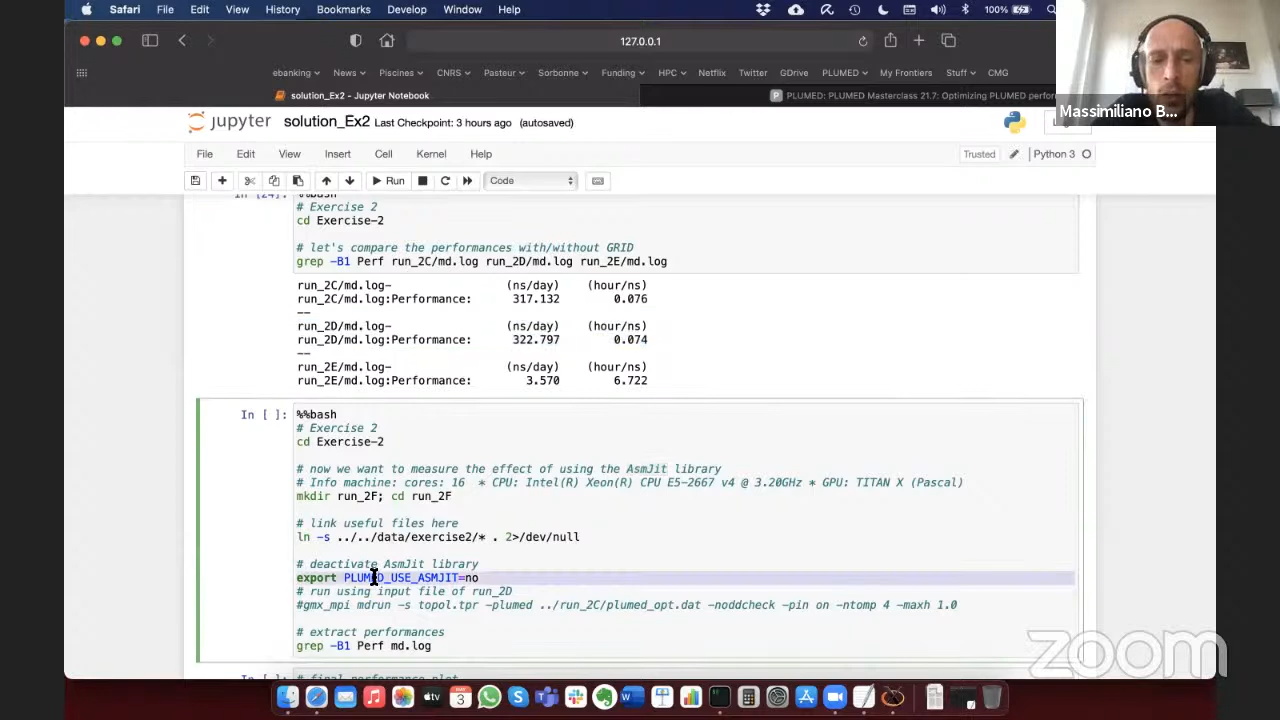 Safari File Edit View History Bookmarks Develop Window Help 100%
127.0.0.1
ebanking News Piscines CNRS Pasteur Sorbonne Funding HPC Netflix Twitter GDrive PLUMED My Frontiers Stuff CMG
solution_Ex2 - Jupyter Notebook
PLUMED: PLUMED Masterclass 21.7: Optimizing PLUMED perfor
Massimiliano B...
jupyter solution_Ex2 Last Checkpoint: 3 hours ago (autosaved)
File Edit View Insert Cell Kernel Help Trusted Python 3
Run Code
In [24]: %%bash
# Exercise 2
cd Exercise-2
# let's compare the performances with/without GRID
grep -B1 Perf run_2C/md.log run_2D/md.log run_2E/md.log
run_2C/md.log- (ns/day) (hour/ns)
run_2C/md.log:Performance: 317.132 0.076
--
run_2D/md.log- (ns/day) (hour/ns)
run_2D/md.log:Performance: 322.797 0.074
--
run_2E/md.log- (ns/day) (hour/ns)
run_2E/md.log:Performance: 3.570 6.722
In [ ]: %%bash
# Exercise 2
cd Exercise-2
# now we want to measure the effect of using the AsmJit library
# Info machine: cores: 16 * CPU: Intel(R) Xeon(R) CPU E5-2667 v4 @ 3.20GHz * GPU: TITAN X (Pascal)
mkdir run_2F; cd run_2F
# link useful files here
ln -s ../../data/exercise2/* . 2>/dev/null
# deactivate AsmJit library
export PLUMED_USE_ASMJIT=no
# run using input file of run_2D
#gmx_mpi mdrun -s topol.tpr -plumed ../run_2C/plumed_opt.dat -noddcheck -pin on -ntomp 4 -maxh 1.0
# extract performances
grep -B1 Perf md.log
In [ ]: # final performance plot
zoom
tv
MAY
3